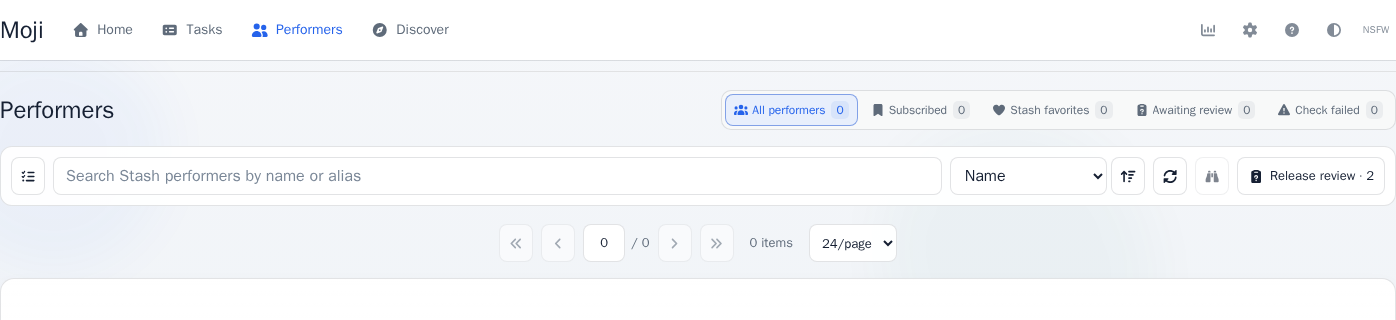 Moji Home Tasks Performers Discover NSFW
Performers All performers 0 Subscribed 0 Stash favorites 0 Awaiting review 0 Check failed 0
Search Stash performers by name or alias Name Release review · 2
0 / 0 0 items 24/page